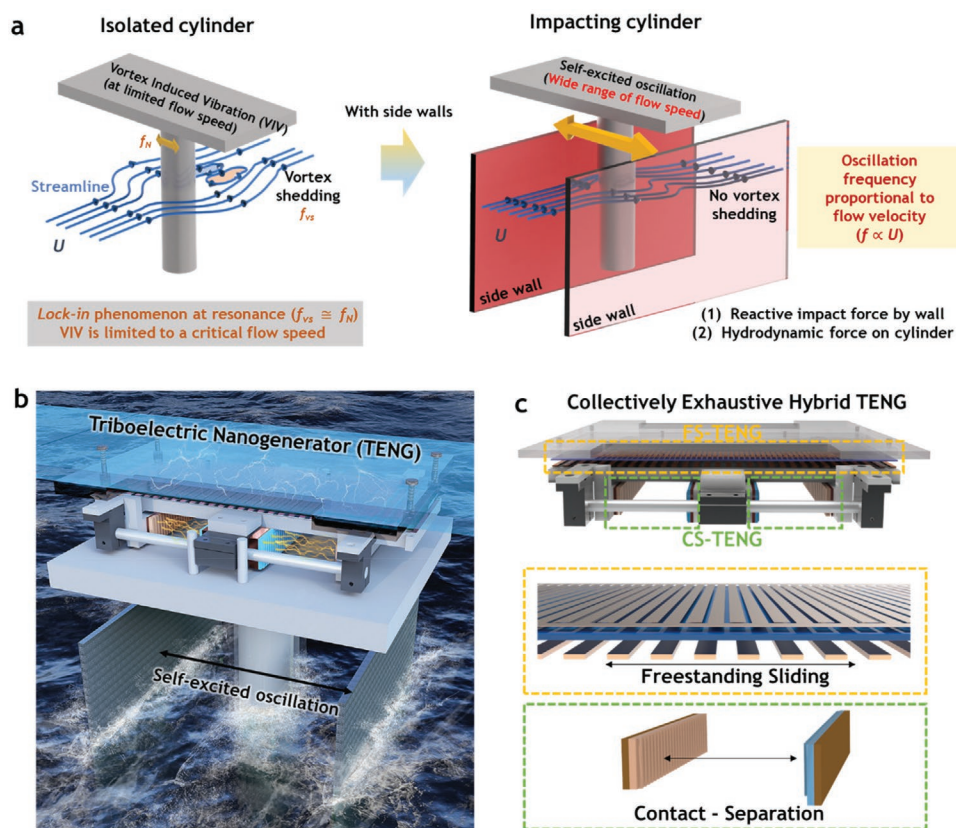 a
Isolated cylinder
Vortex Induced Vibration (VIV)
(at limited flow speed)
f_N
Streamline
U
Vortex
shedding
f_vs
Lock-in phenomenon at resonance (f_vs ≅ f_N)
VIV is limited to a critical flow speed
With side walls
Impacting cylinder
Self-excited oscillation
(Wide range of flow speed)
No vortex
shedding
U
side wall
side wall
Oscillation
frequency
proportional to
flow velocity
(f ∝ U)
(1) Reactive impact force by wall
(2) Hydrodynamic force on cylinder
b
Triboelectric Nanogenerator (TENG)
Self-excited oscillation
c
Collectively Exhaustive Hybrid TENG
FS-TENG
CS-TENG
Freestanding Sliding
Contact - Separation